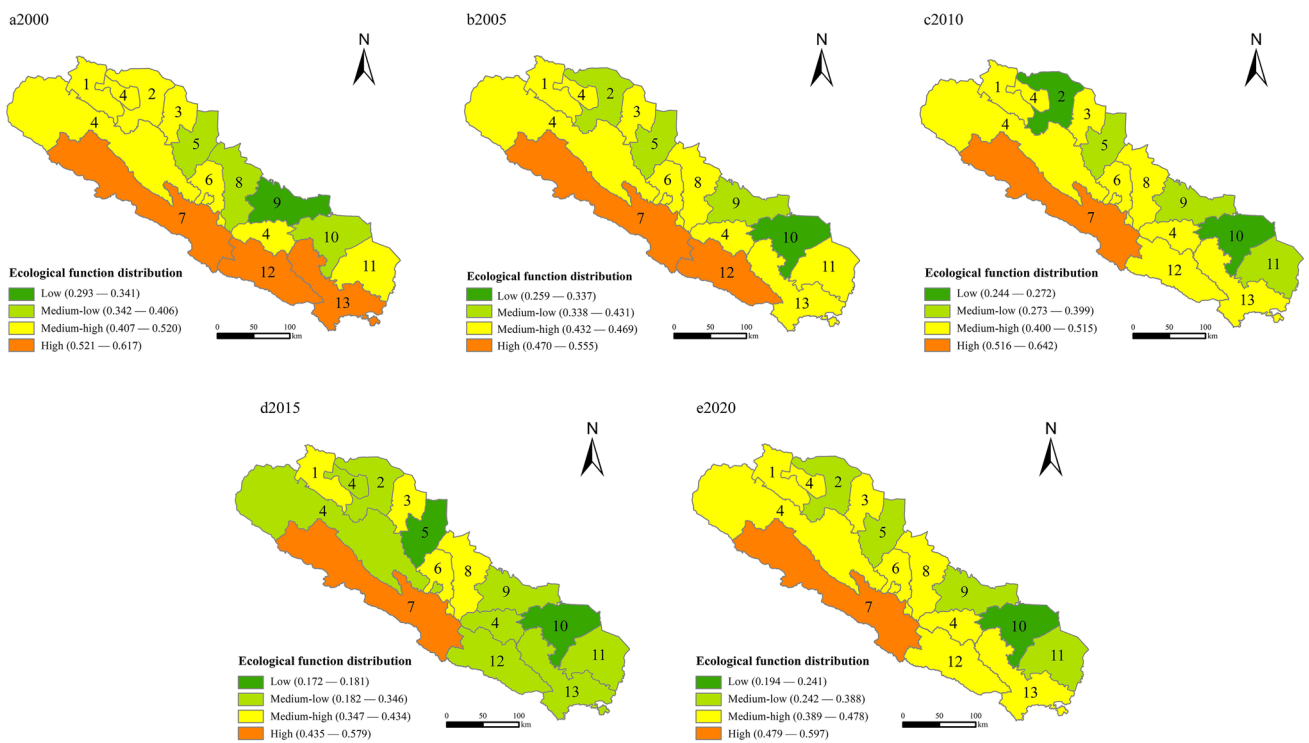 a2000
N
1
4
2
3
4
5
6
8
7
9
4
10
12
11
13
Ecological function distribution
Low (0.293 — 0.341)
Medium-low (0.342 — 0.406)
Medium-high (0.407 — 0.520)
High (0.521 — 0.617)
0 50 100
km
b2005
N
1
4
2
3
4
5
6
8
7
9
4
10
12
11
13
Ecological function distribution
Low (0.259 — 0.337)
Medium-low (0.338 — 0.431)
Medium-high (0.432 — 0.469)
High (0.470 — 0.555)
0 50 100
km
c2010
N
1
4
2
3
4
5
6
8
7
9
4
10
12
11
13
Ecological function distribution
Low (0.244 — 0.272)
Medium-low (0.273 — 0.399)
Medium-high (0.400 — 0.515)
High (0.516 — 0.642)
0 50 100
km
d2015
N
1
4
2
3
4
5
6
8
7
9
4
10
12
11
13
Ecological function distribution
Low (0.172 — 0.181)
Medium-low (0.182 — 0.346)
Medium-high (0.347 — 0.434)
High (0.435 — 0.579)
0 50 100
km
e2020
N
1
4
2
3
4
5
6
8
7
9
4
10
12
11
13
Ecological function distribution
Low (0.194 — 0.241)
Medium-low (0.242 — 0.388)
Medium-high (0.389 — 0.478)
High (0.479 — 0.597)
0 50 100
km